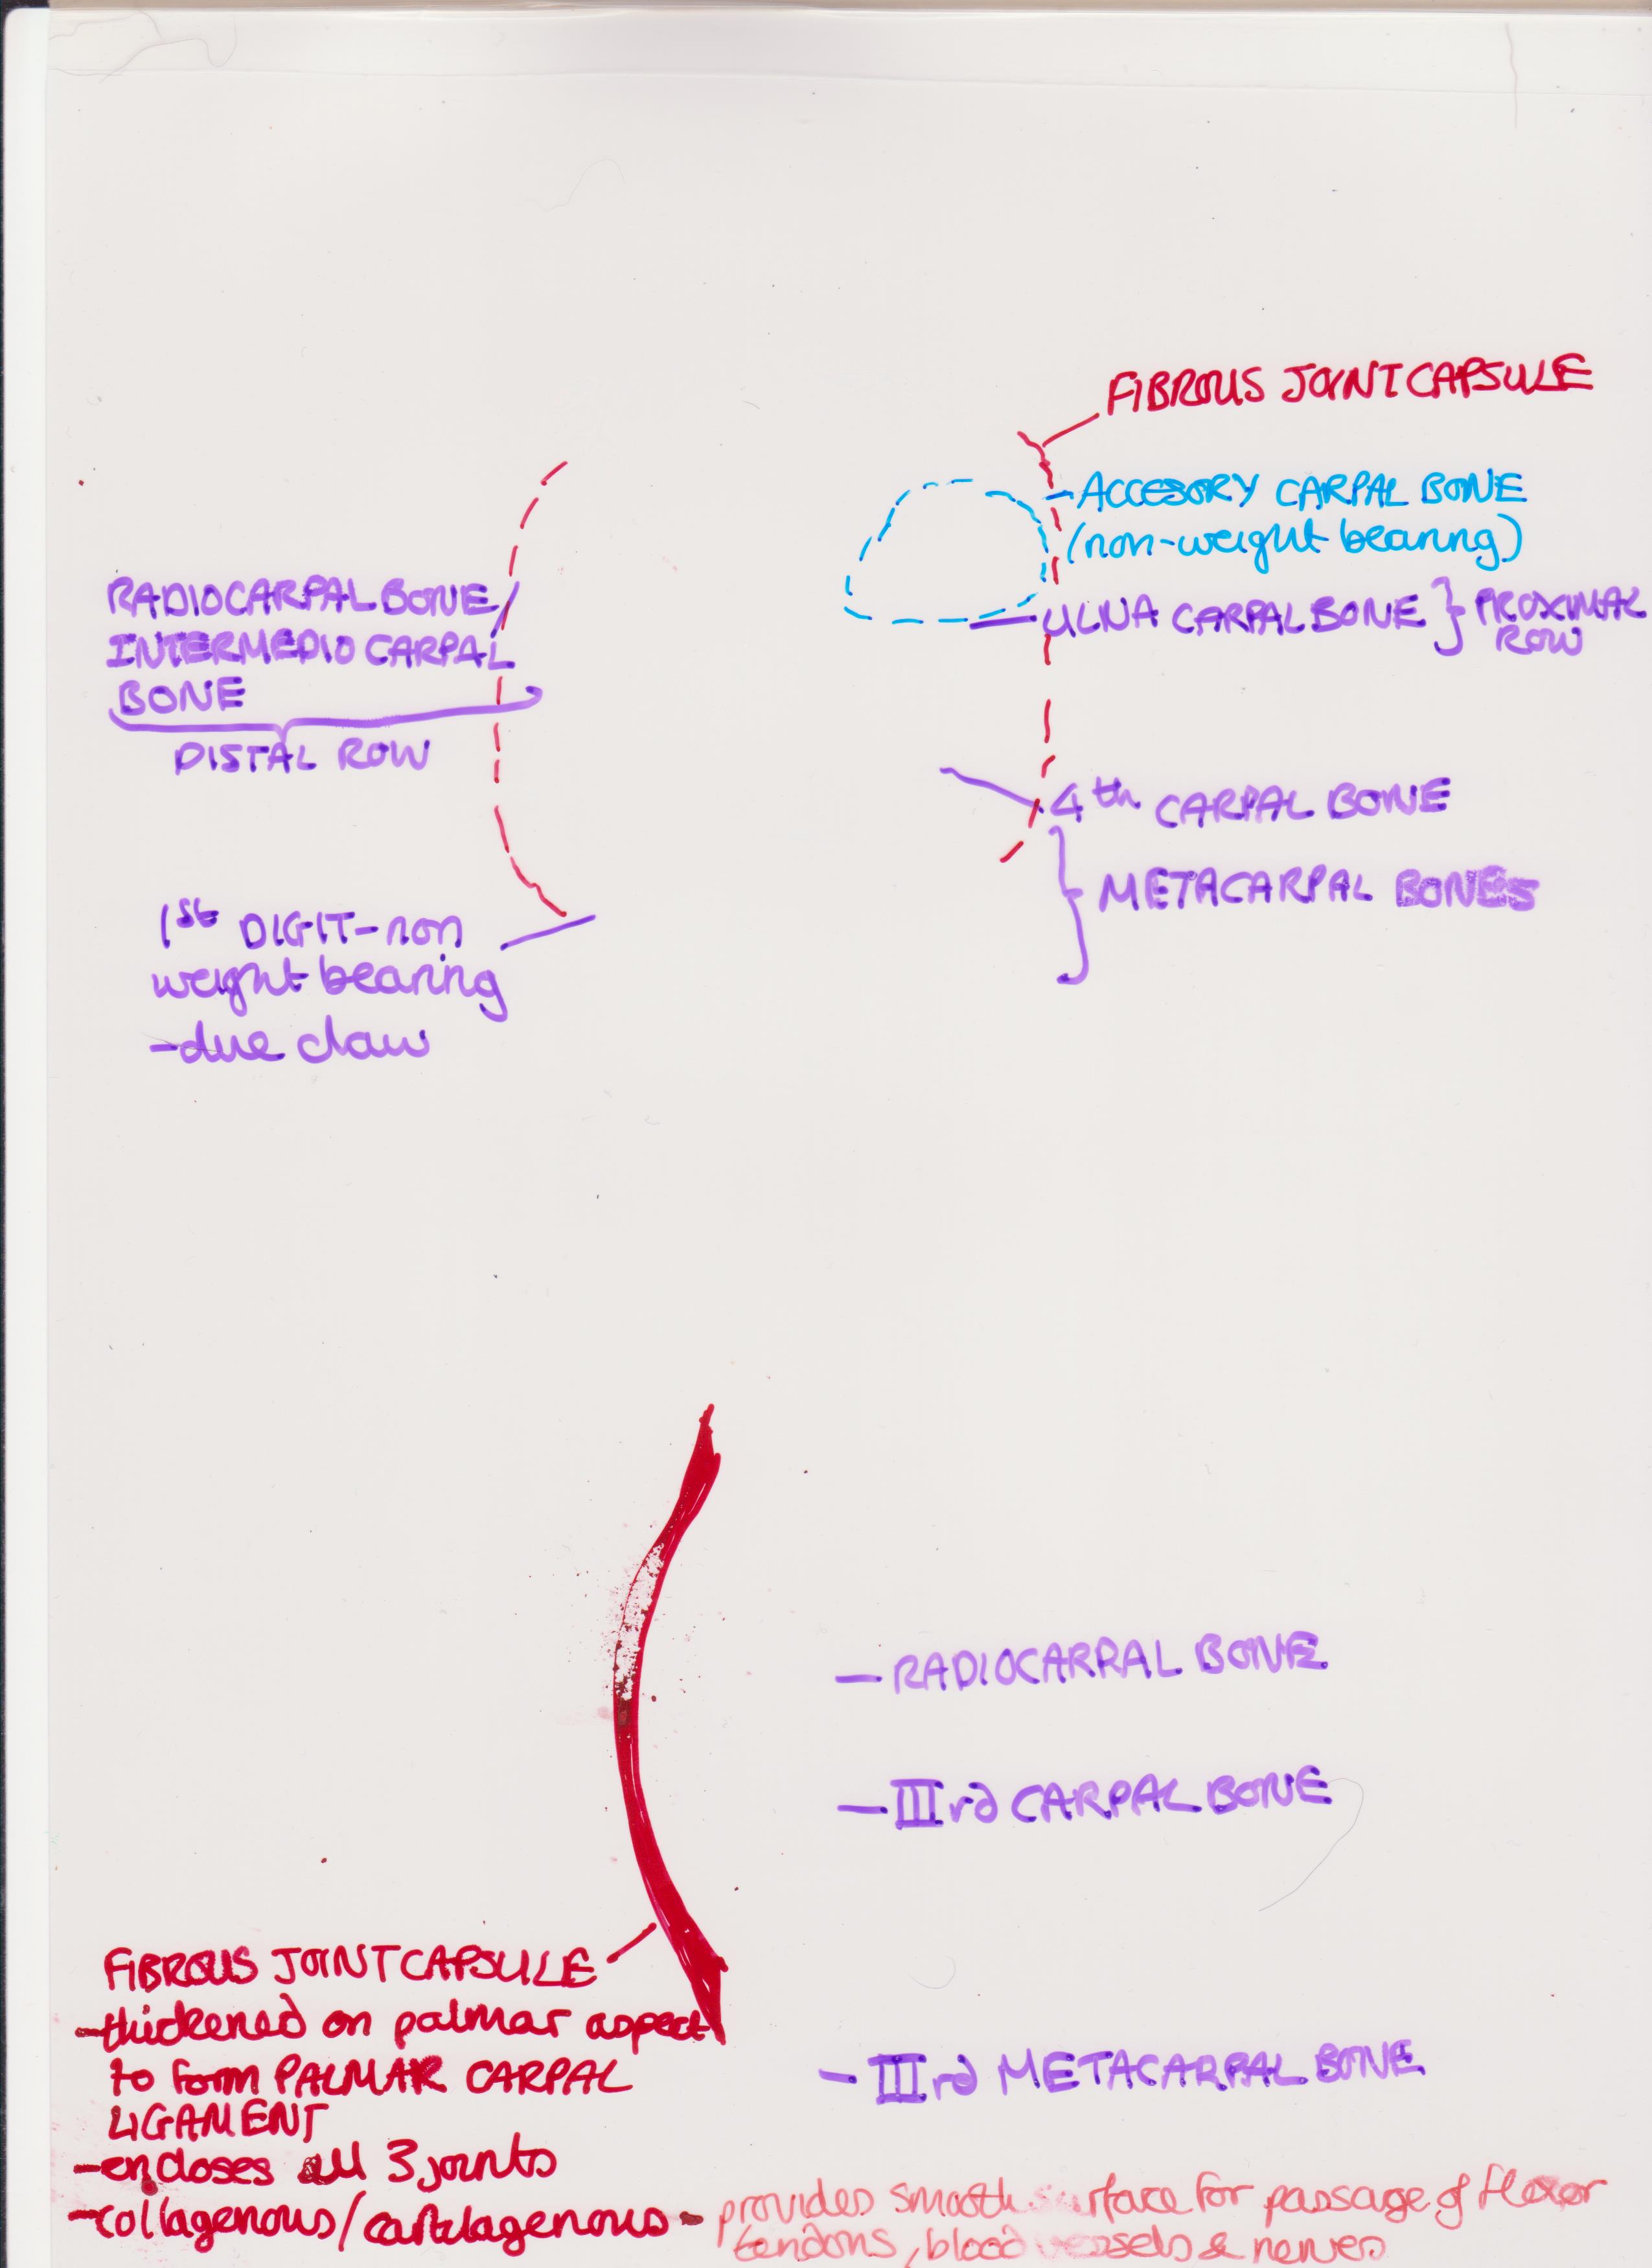 FIBROUS JOINT CAPSULE
ACCESORY CARPAL BONE
(non-weight bearing)
RADIOCARPAL BONE
INTERMEDIO CARPAL
BONE
DISTAL ROW
ULNA CARPAL BONE } PROXIMAL
ROW
4th CARPAL BONE
METACARPAL BONES
1st DIGIT-non
weight bearing
-due claw
- RADIOCARPAL BONE
- IIIrd CARPAL BONE
FIBROUS JOINT CAPSULE
-thickened on palmar aspect
to form PALMAR CARPAL
LIGAMENT
-encloses all 3 joints
-collagenous/cartelagenous - provides smooth surface for passage of flexor
tendons, blood vessels & nerves
- IIIrd METACARPAL BONE